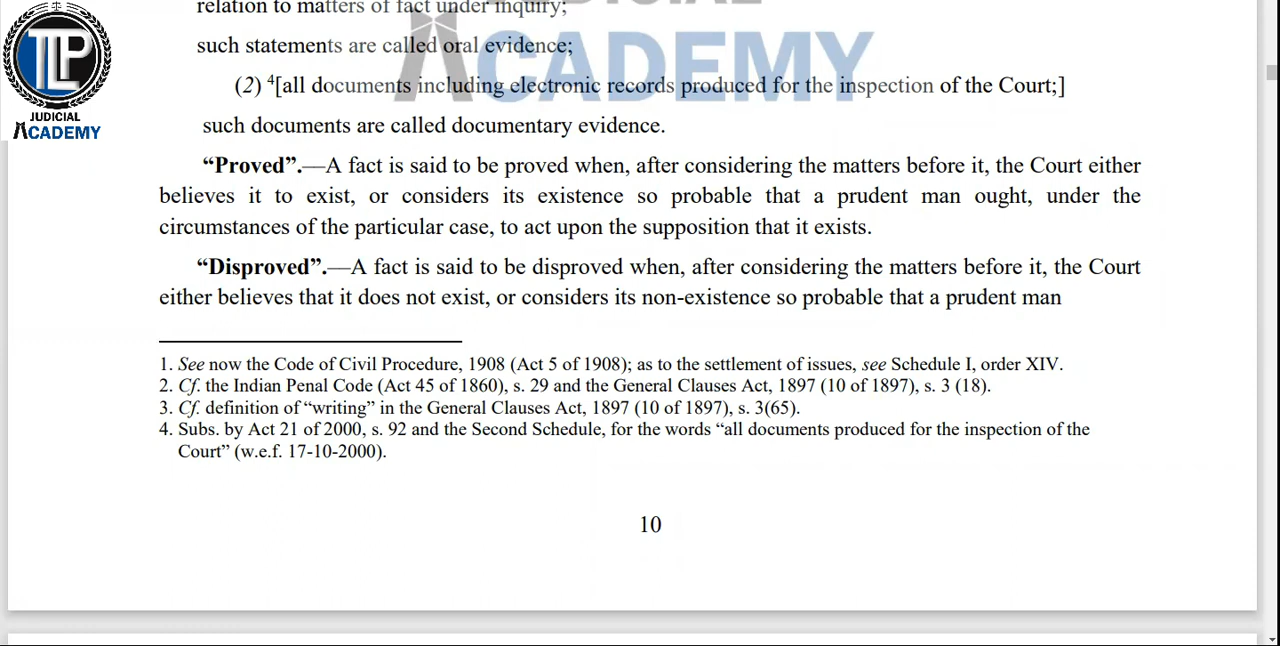 TLP
JUDICIAL
ACADEMY
JUDICIAL
ACADEMY
relation to matters of fact under inquiry;
such statements are called oral evidence;
(2) 4[all documents including electronic records produced for the inspection of the Court;]
such documents are called documentary evidence.
“Proved”.—A fact is said to be proved when, after considering the matters before it, the Court either
believes it to exist, or considers its existence so probable that a prudent man ought, under the
circumstances of the particular case, to act upon the supposition that it exists.
“Disproved”.—A fact is said to be disproved when, after considering the matters before it, the Court
either believes that it does not exist, or considers its non-existence so probable that a prudent man
1. See now the Code of Civil Procedure, 1908 (Act 5 of 1908); as to the settlement of issues, see Schedule I, order XIV.
2. Cf. the Indian Penal Code (Act 45 of 1860), s. 29 and the General Clauses Act, 1897 (10 of 1897), s. 3 (18).
3. Cf. definition of “writing” in the General Clauses Act, 1897 (10 of 1897), s. 3(65).
4. Subs. by Act 21 of 2000, s. 92 and the Second Schedule, for the words “all documents produced for the inspection of the
Court” (w.e.f. 17-10-2000).
10